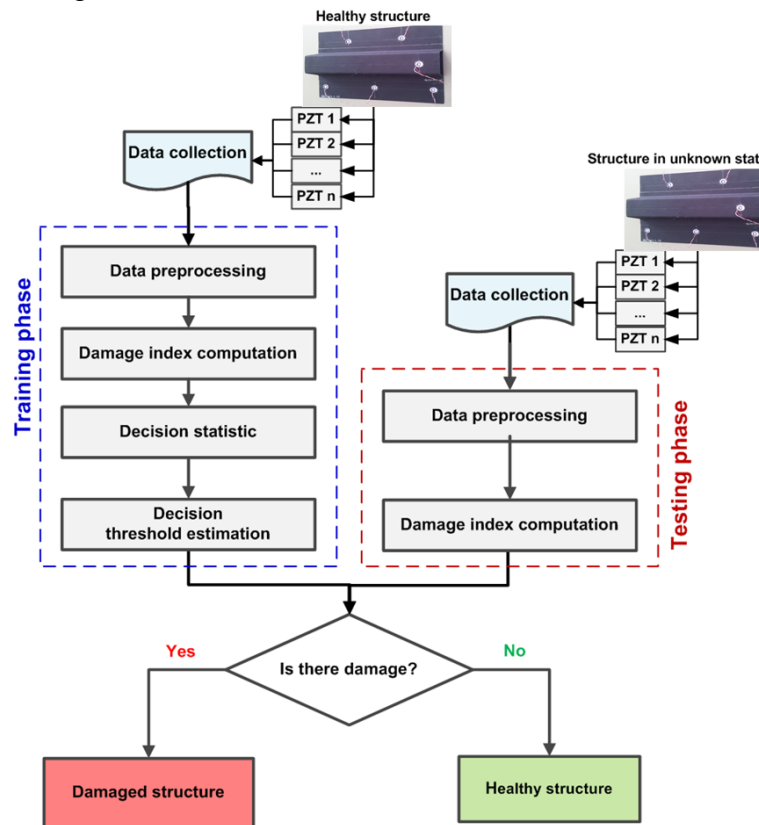 Healthy structure
PZT 1
PZT 2
...
PZT n
Data collection
Structure in unknown stat
PZT 1
PZT 2
...
PZT n
Data collection
Training phase
Data preprocessing
Damage index computation
Decision statistic
Decision
threshold estimation
Testing phase
Data preprocessing
Damage index computation
Is there damage?
Yes
No
Damaged structure
Healthy structure